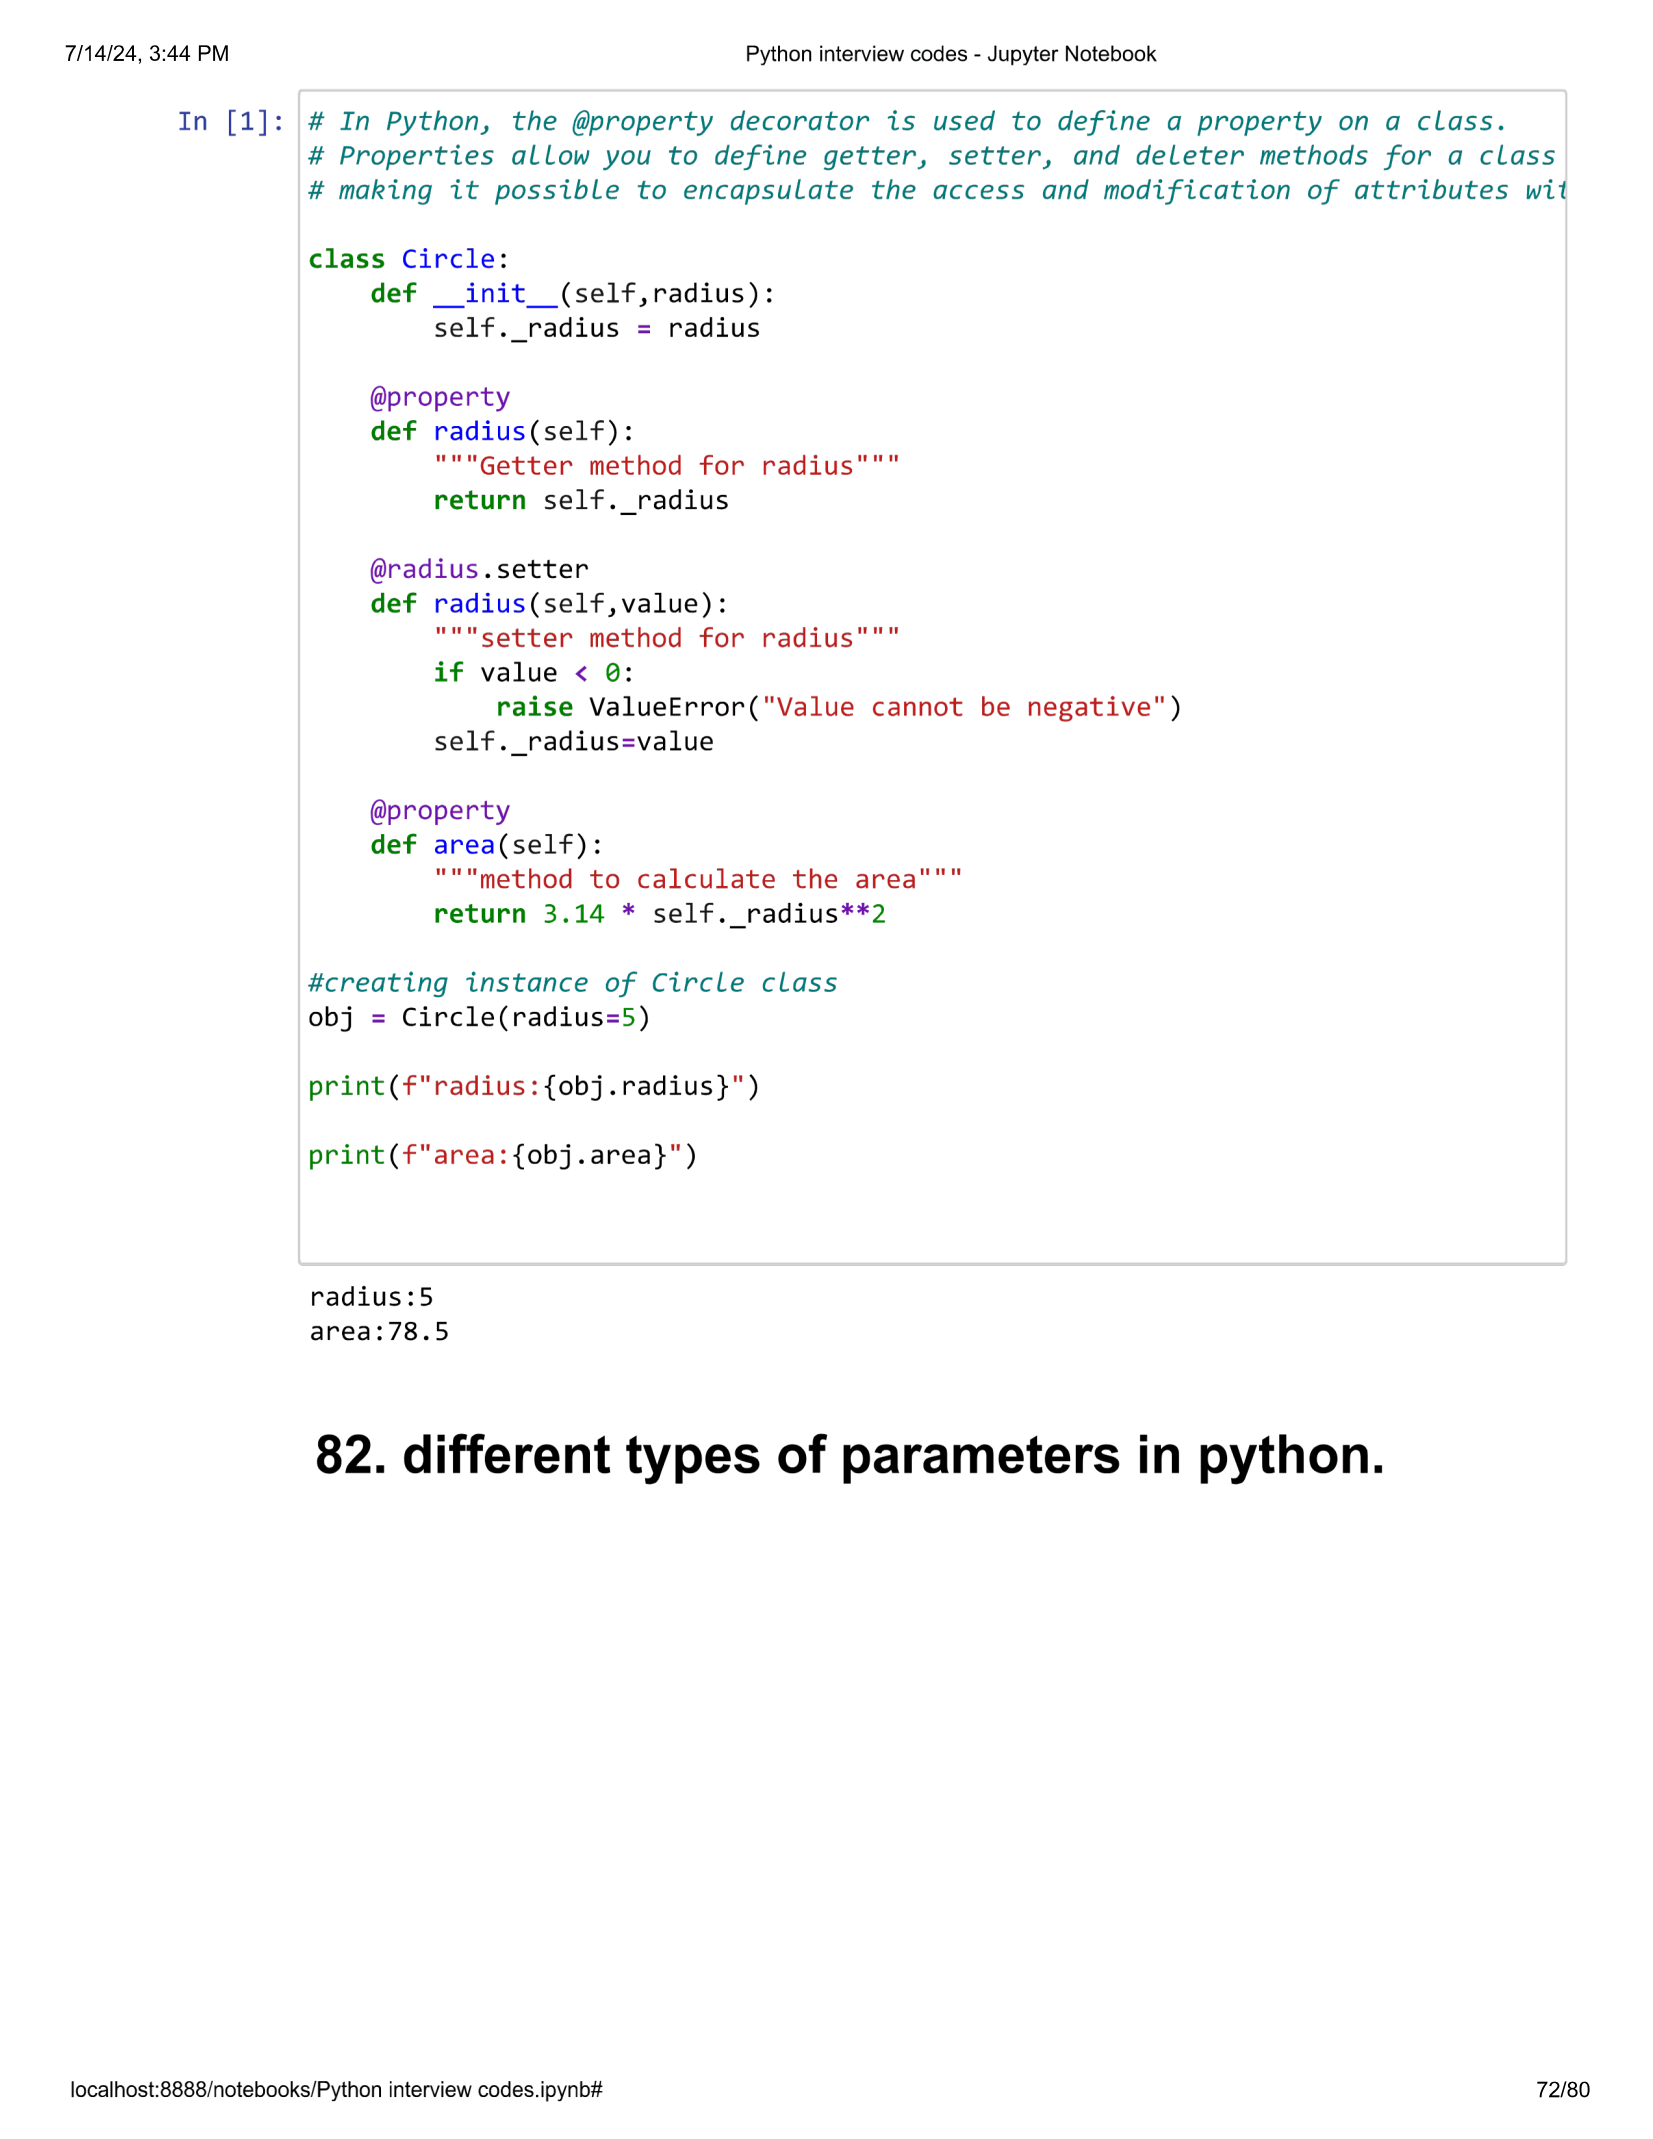 7/14/24, 3:44 PM Python interview codes - Jupyter Notebook
In [1]: # In Python, the @property decorator is used to define a property on a class.
# Properties allow you to define getter, setter, and deleter methods for a class
# making it possible to encapsulate the access and modification of attributes wit
class Circle:
    def __init__(self,radius):
        self._radius = radius
    @property
    def radius(self):
        """Getter method for radius"""
        return self._radius
    @radius.setter
    def radius(self,value):
        """setter method for radius"""
        if value < 0:
            raise ValueError("Value cannot be negative")
        self._radius=value
    @property
    def area(self):
        """method to calculate the area"""
        return 3.14 * self._radius**2
#creating instance of Circle class
obj = Circle(radius=5)
print(f"radius:{obj.radius}")
print(f"area:{obj.area}")
radius:5
area:78.5
82. different types of parameters in python.
localhost:8888/notebooks/Python interview codes.ipynb# 72/80